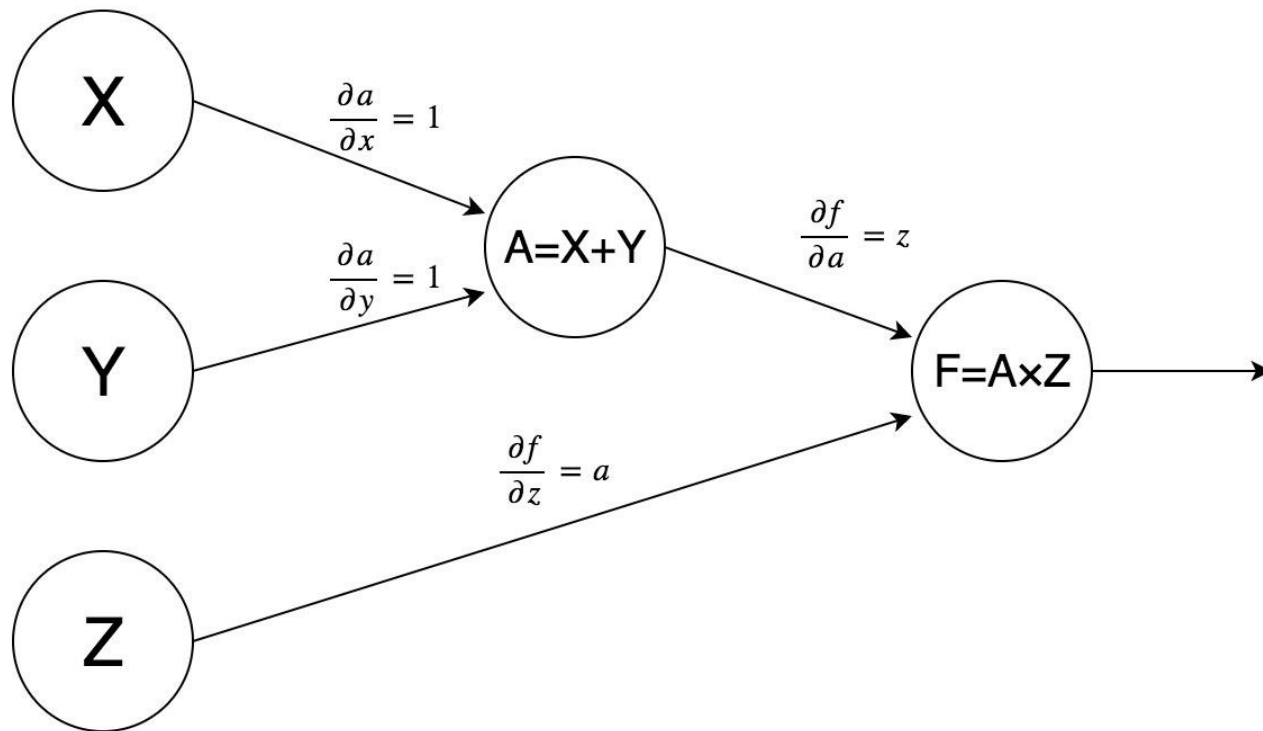 X
∂a/∂x = 1
A=X+Y
∂f/∂a = z
∂a/∂y = 1
Y
F=A×Z
∂f/∂z = a
Z